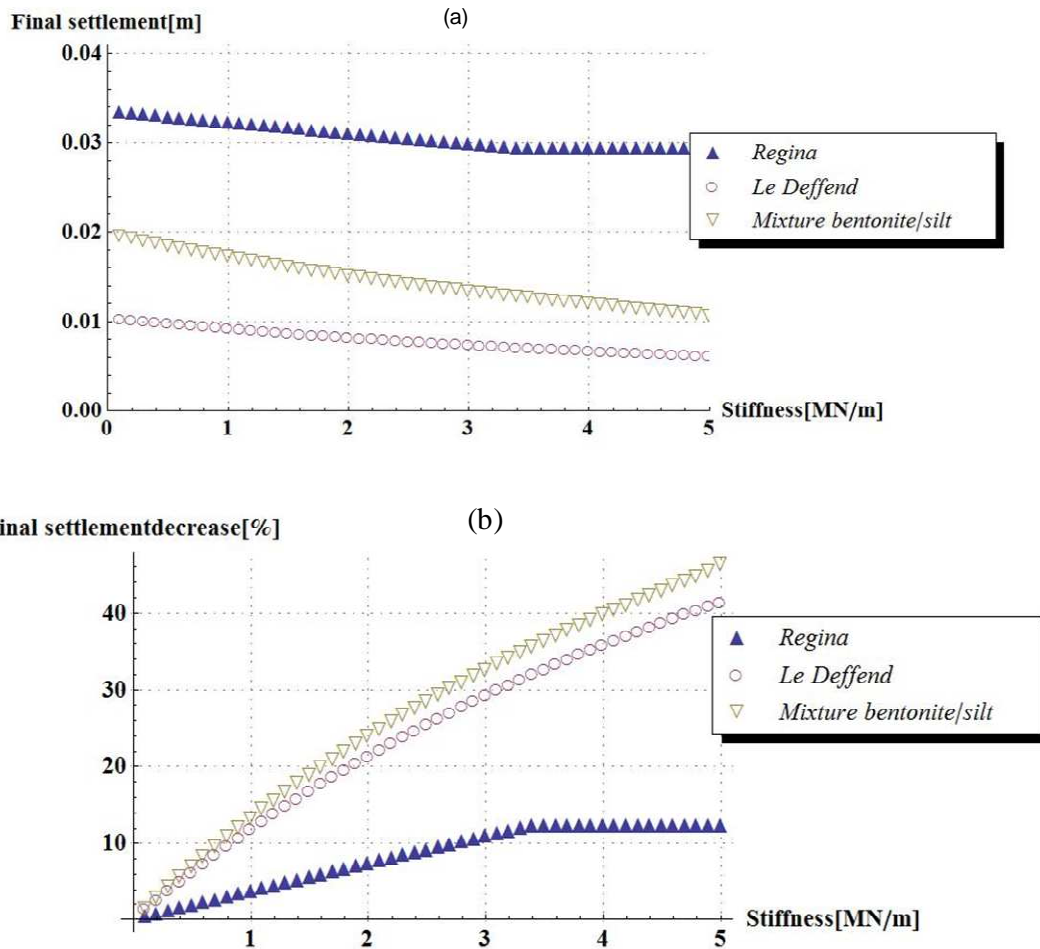 (a)
Final settlement[m]
0.04
0.03
0.02
0.01
0.00
0 1 2 3 4 5
Stiffness[MN/m]
Regina
Le Deffend
Mixture bentonite/silt
(b)
inal settlementdecrease[%]
40
30
20
10
1 2 3 4 5
Stiffness[MN/m]
Regina
Le Deffend
Mixture bentonite/silt